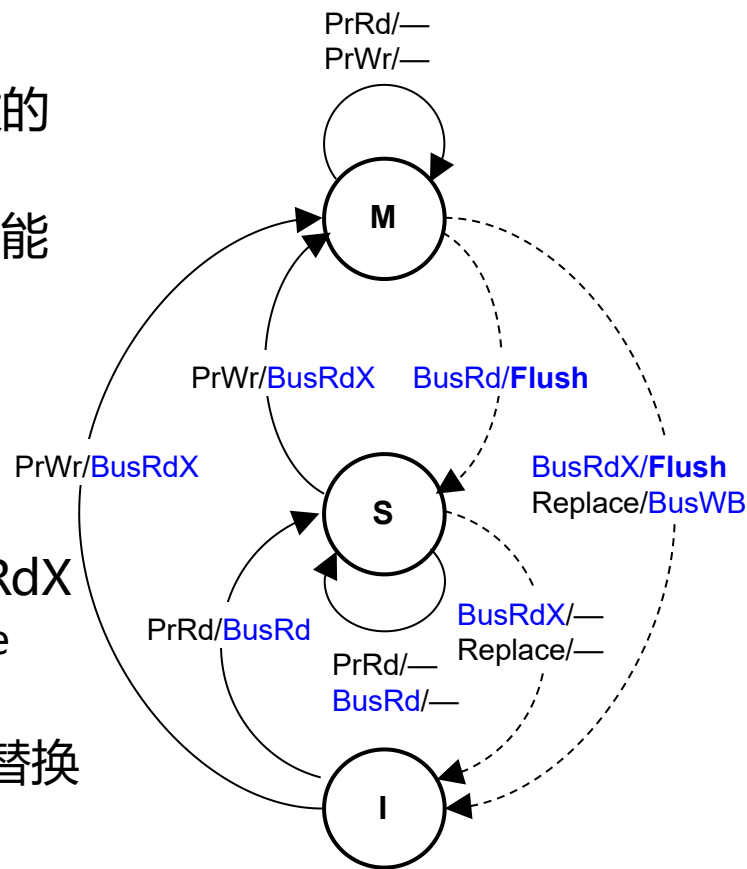 PrRd/—
PrWr/—
的
能
M
PrWr/BusRdX
BusRd/Flush
PrWr/BusRdX
BusRdX/Flush
Replace/BusWB
S
RdX
e
PrRd/BusRd
BusRdX/—
Replace/—
PrRd/—
BusRd/—
替换
I